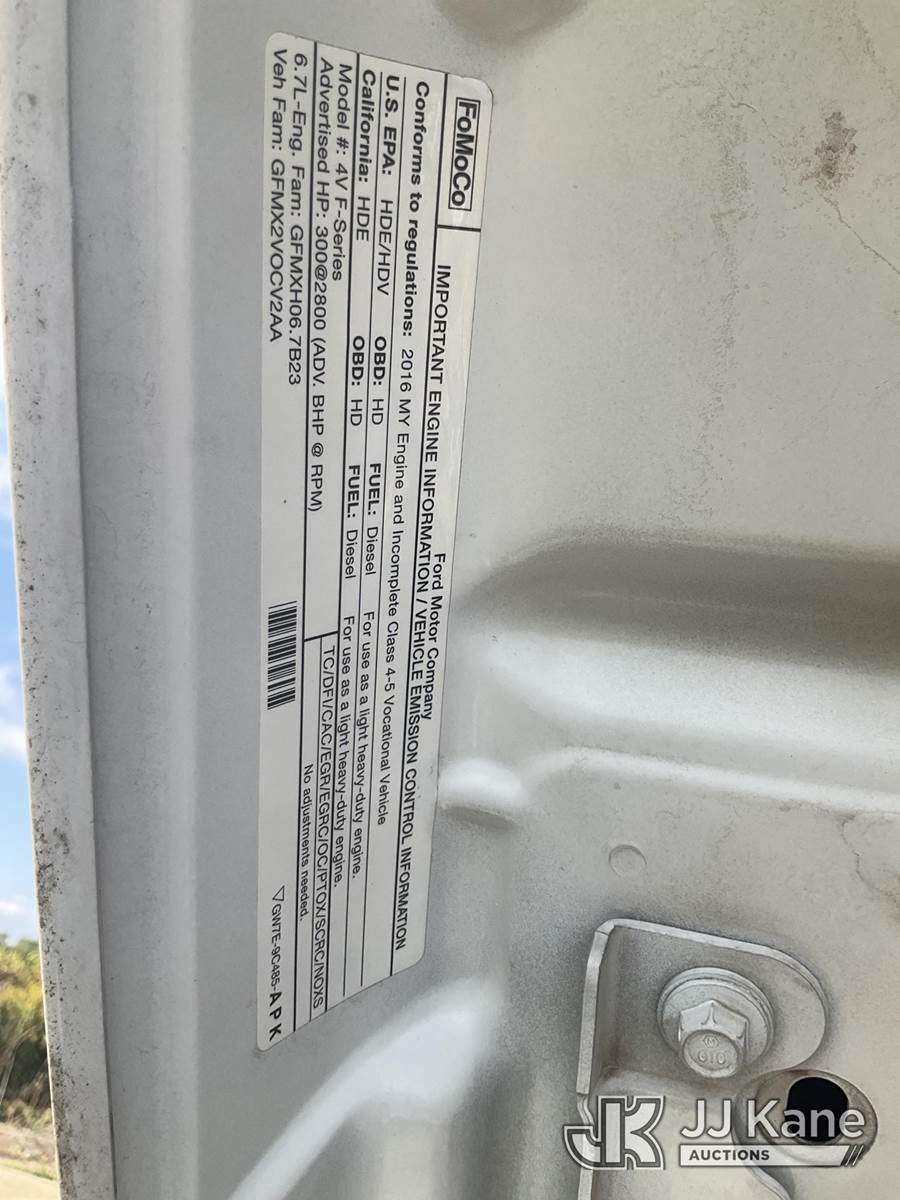 FoMoCo
Ford Motor Company
IMPORTANT ENGINE INFORMATION / VEHICLE EMISSION CONTROL INFORMATION
Conforms to regulations: 2016 MY Engine and Incomplete Class 4-5 Vocational Vehicle
U.S. EPA: HDE/HDV OBD: HD FUEL: Diesel For use as a light heavy-duty engine.
California: HDE OBD: HD FUEL: Diesel For use as a light heavy-duty engine.
Model #: 4V F-Series TC/DFI/CAC/EGR/EGRC/OC/PTOX/SCRC/NOXS
Advertised HP: 300@2800 (ADV. BHP @ RPM) No adjustments needed.
6.7L-Eng. Fam: GFMXH06.7B23
Veh Fam: GFMX2VOCV2AA GW7E-9C485-APK
JK JJ Kane
AUCTIONS